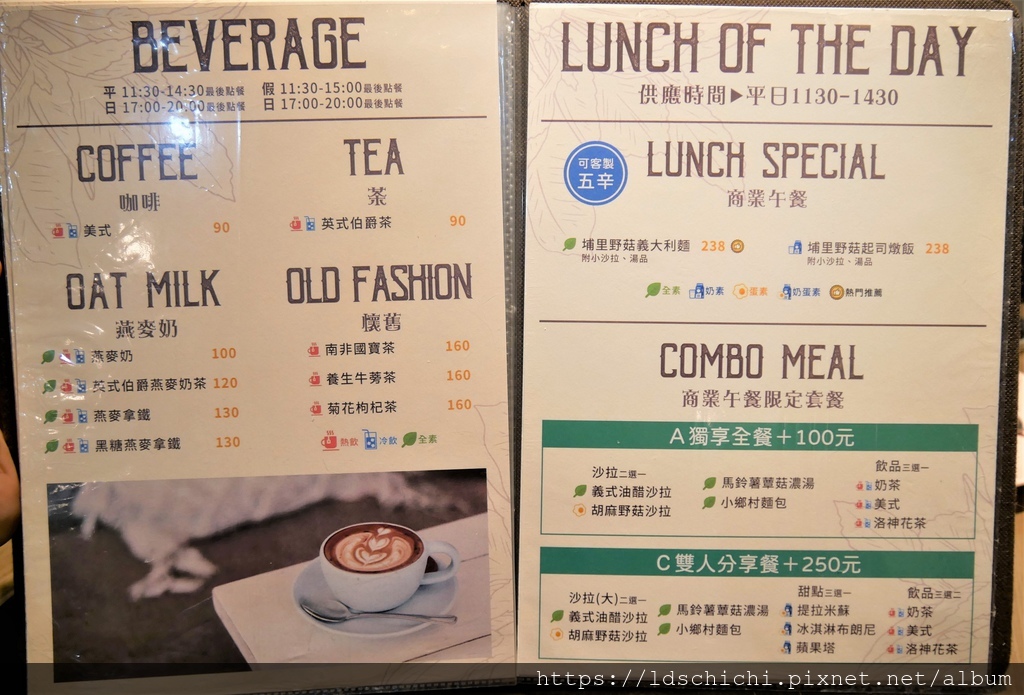 BEVERAGE
平 11:30-14:30最後點餐 假 11:30-15:00最後點餐
日 17:00-20:00最後點餐 日 17:00-20:00最後點餐
COFFEE
咖啡
美式 90
TEA
茶
英式伯爵茶 90
OAT MILK
燕麥奶
燕麥奶 100
英式伯爵燕麥奶茶 120
燕麥拿鐵 130
黑糖燕麥拿鐵 130
OLD FASHION
懷舊
南非國寶茶 160
養生牛蒡茶 160
菊花枸杞茶 160
熱飲 冷飲 全素
LUNCH OF THE DAY
供應時間▶平日1130-1430
可客製
五辛
LUNCH SPECIAL
商業午餐
埔里野菇義大利麵 238
附小沙拉、湯品
埔里野菇起司燉飯 238
附小沙拉、湯品
全素 奶素 蛋素 奶蛋素 熱門推薦
COMBO MEAL
商業午餐限定套餐
A 獨享全餐+100元
沙拉二選一
義式油醋沙拉
胡麻野菇沙拉
馬鈴薯蕈菇濃湯
小鄉村麵包
飲品三選一
奶茶
美式
洛神花茶
C 雙人分享餐+250元
沙拉(大)二選一
義式油醋沙拉
胡麻野菇沙拉
馬鈴薯蕈菇濃湯
小鄉村麵包
甜點三選一
提拉米蘇
冰淇淋布朗尼
蘋果塔
飲品三選二
奶茶
美式
洛神花茶
https://ldschichi.pixnet.net/album